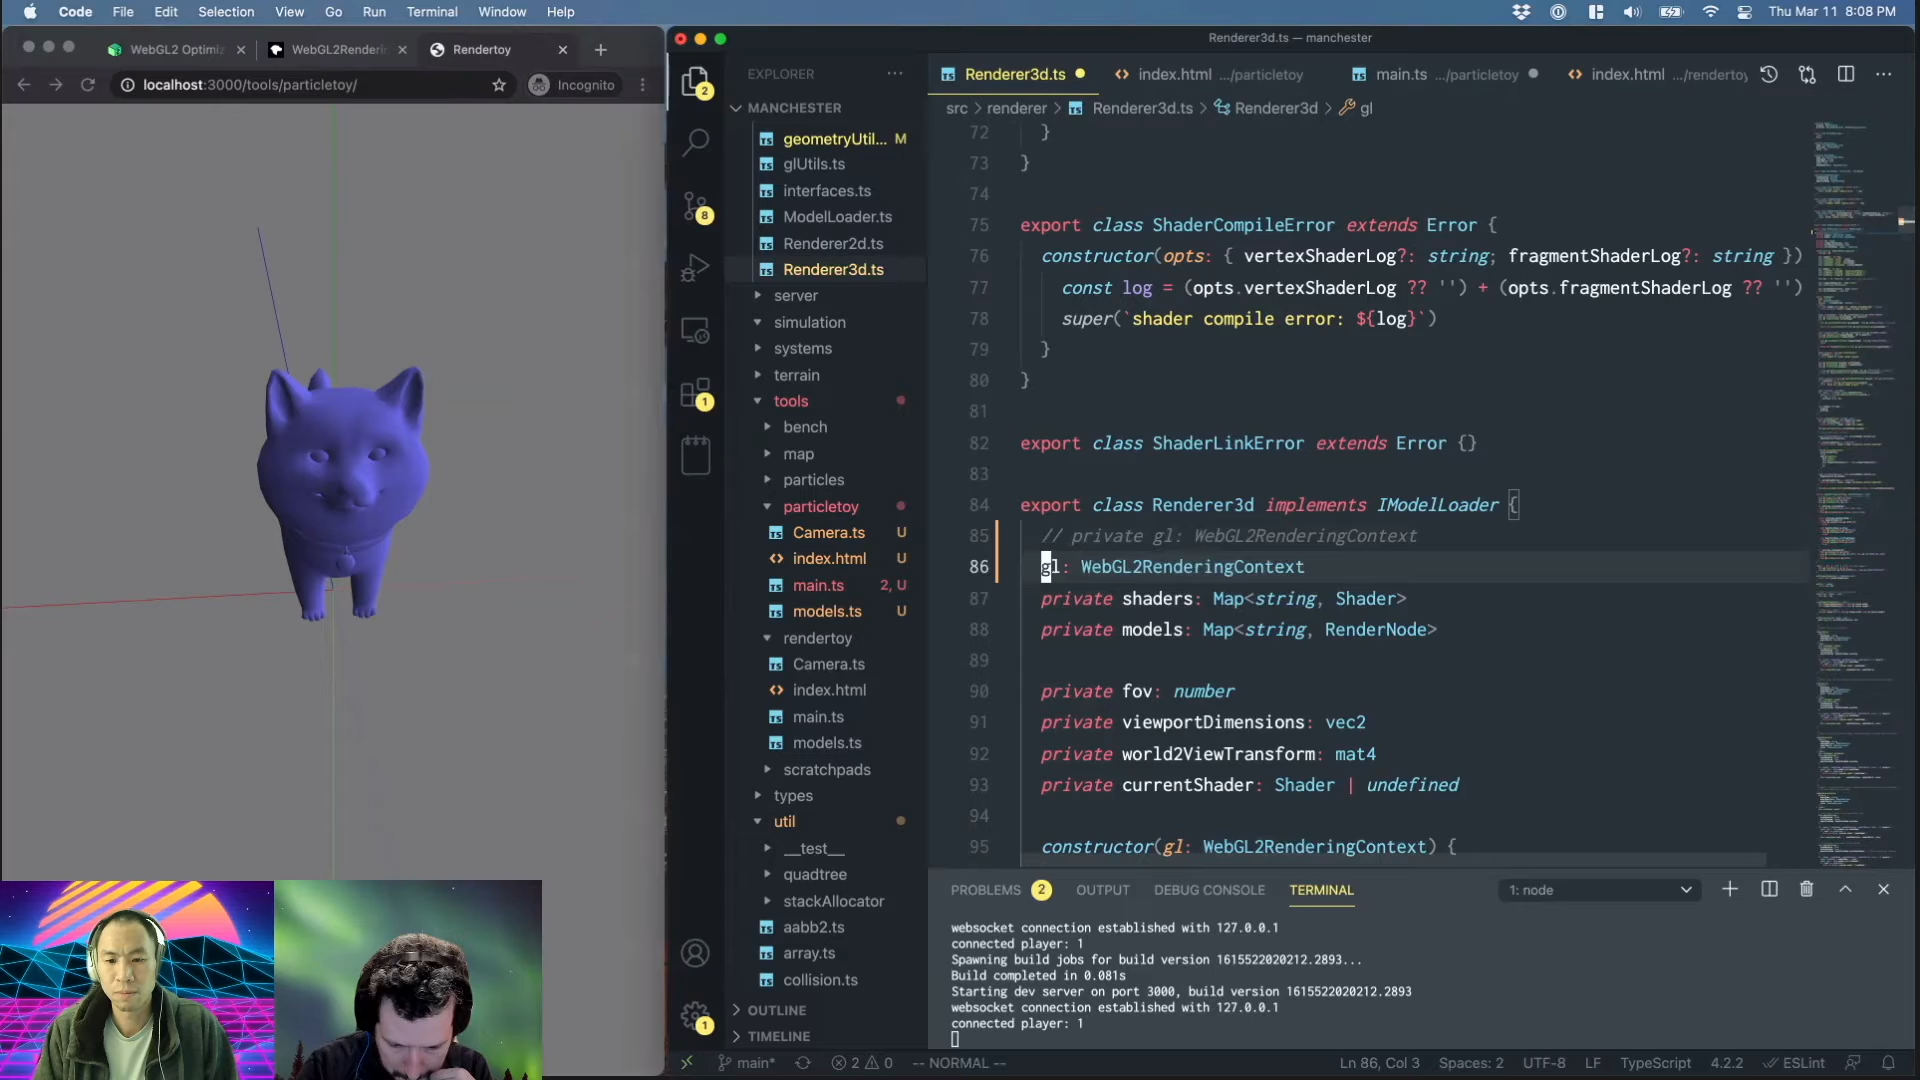 Code File Edit Selection View Go Run Terminal Window Help Thu Mar 11 8:08 PM
WebGL2 Optimiz WebGL2Renderin Rendertoy
localhost:3000/tools/particletoy/ Incognito
Renderer3d.ts — manchester
2
8
1
1
EXPLORER
MANCHESTER
geometryUtil... M
glUtils.ts
interfaces.ts
ModelLoader.ts
Renderer2d.ts
Renderer3d.ts
server
simulation
systems
terrain
tools
bench
map
particles
particletoy
Camera.ts U
index.html U
main.ts 2, U
models.ts U
rendertoy
Camera.ts
index.html
main.ts
models.ts
scratchpads
types
util
__test__
quadtree
stackAllocator
aabb2.ts
array.ts
collision.ts
OUTLINE
TIMELINE
Renderer3d.ts index.html .../particletoy main.ts .../particletoy index.html .../rendertoy
src > renderer > Renderer3d.ts > Renderer3d > gl
72 }
73 }
74
75 export class ShaderCompileError extends Error {
76 constructor(opts: { vertexShaderLog?: string; fragmentShaderLog?: string })
77 const log = (opts.vertexShaderLog ?? '') + (opts.fragmentShaderLog ?? '')
78 super(`shader compile error: ${log}`)
79 }
80 }
81
82 export class ShaderLinkError extends Error {}
83
84 export class Renderer3d implements IModelLoader {
85 // private gl: WebGL2RenderingContext
86 gl: WebGL2RenderingContext
87 private shaders: Map<string, Shader>
88 private models: Map<string, RenderNode>
89
90 private fov: number
91 private viewportDimensions: vec2
92 private world2ViewTransform: mat4
93 private currentShader: Shader | undefined
94
95 constructor(gl: WebGL2RenderingContext) {
PROBLEMS 2 OUTPUT DEBUG CONSOLE TERMINAL 1: node
websocket connection established with 127.0.0.1
connected player: 1
Spawning build jobs for build version 1615522020212.2893...
Build completed in 0.081s
Starting dev server on port 3000, build version 1615522020212.2893
websocket connection established with 127.0.0.1
connected player: 1
main* 2 0 -- NORMAL -- Ln 86, Col 3 Spaces: 2 UTF-8 LF TypeScript 4.2.2 ESLint